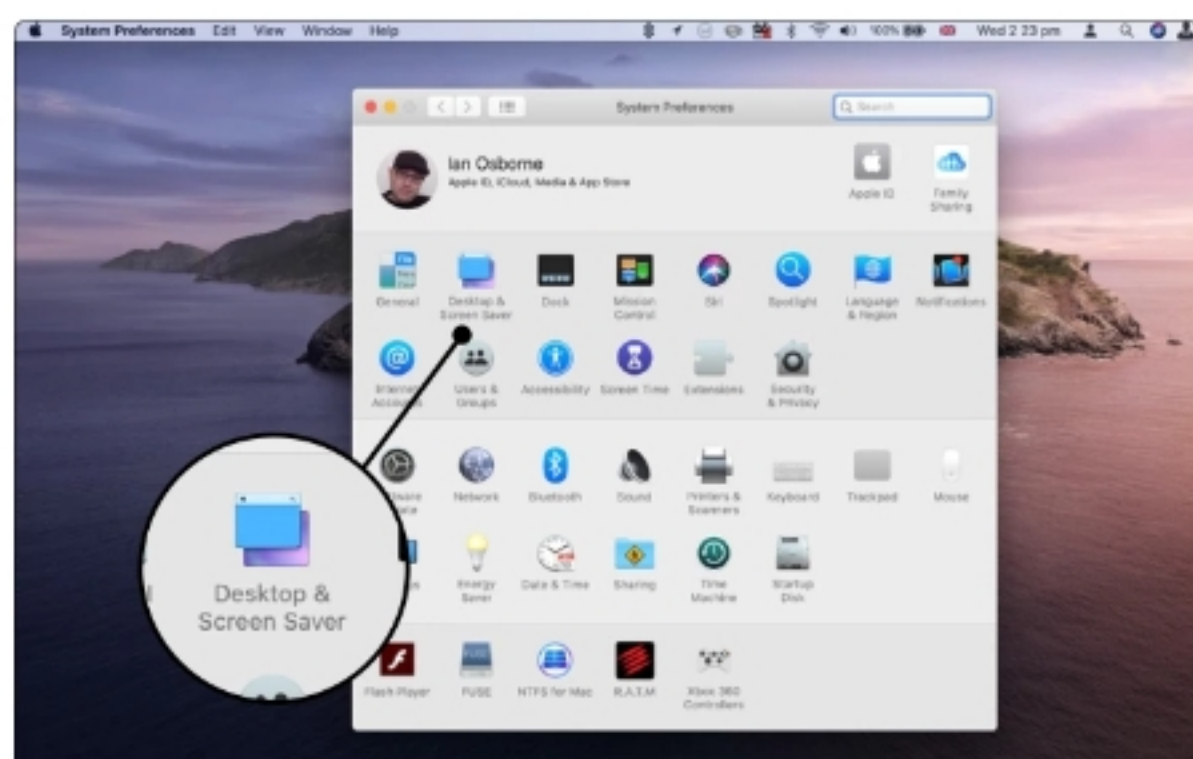 System Preferences Edit View Window Help 100% Wed 2 23 pm
System Preferences Search
Ian Osborne
Apple ID, iCloud, Media & App Store
Apple ID Family
Sharing
General Desktop & Dock Mission Siri Spotlight Language Notifications
Screen Saver Control & Region
Internet Users & Accessibility Screen Time Extensions Security
Accounts Groups & Privacy
Network Bluetooth Sound Printers & Keyboard Trackpad Mouse
Scanners
Energy Date & Time Sharing Time Startup
Saver Machine Disk
Desktop &
Screen Saver
Flash Player FUSE NTFS for Mac R.A.T.M Xbox 360
Controllers